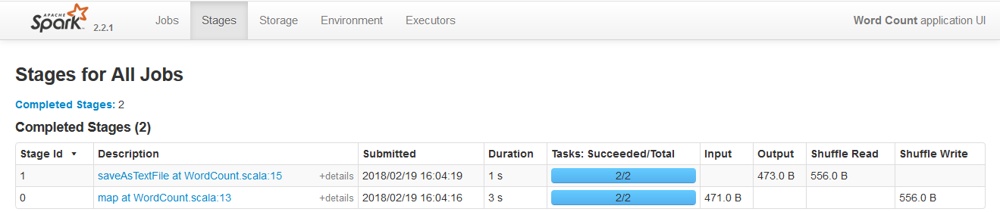 APACHE
Spark 2.2.1 Jobs Stages Storage Environment Executors Word Count application UI
Stages for All Jobs
Completed Stages: 2
Completed Stages (2)
Stage Id ▾ Description Submitted Duration Tasks: Succeeded/Total Input Output Shuffle Read Shuffle Write
1 saveAsTextFile at WordCount.scala:15 +details 2018/02/19 16:04:19 1 s 2/2 473.0 B 556.0 B
0 map at WordCount.scala:13 +details 2018/02/19 16:04:16 3 s 2/2 471.0 B 556.0 B